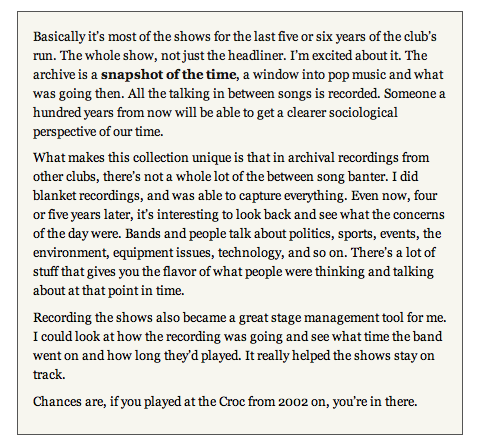 Basically it's most of the shows for the last five or six years of the club's
run. The whole show, not just the headliner. I'm excited about it. The
archive is a snapshot of the time, a window into pop music and what
was going then. All the talking in between songs is recorded. Someone a
hundred years from now will be able to get a clearer sociological
perspective of our time.
What makes this collection unique is that in archival recordings from
other clubs, there's not a whole lot of the between song banter. I did
blanket recordings, and was able to capture everything. Even now, four
or five years later, it's interesting to look back and see what the concerns
of the day were. Bands and people talk about politics, sports, events, the
environment, equipment issues, technology, and so on. There's a lot of
stuff that gives you the flavor of what people were thinking and talking
about at that point in time.
Recording the shows also became a great stage management tool for me.
I could look at how the recording was going and see what time the band
went on and how long they'd played. It really helped the shows stay on
track.
Chances are, if you played at the Croc from 2002 on, you're in there.